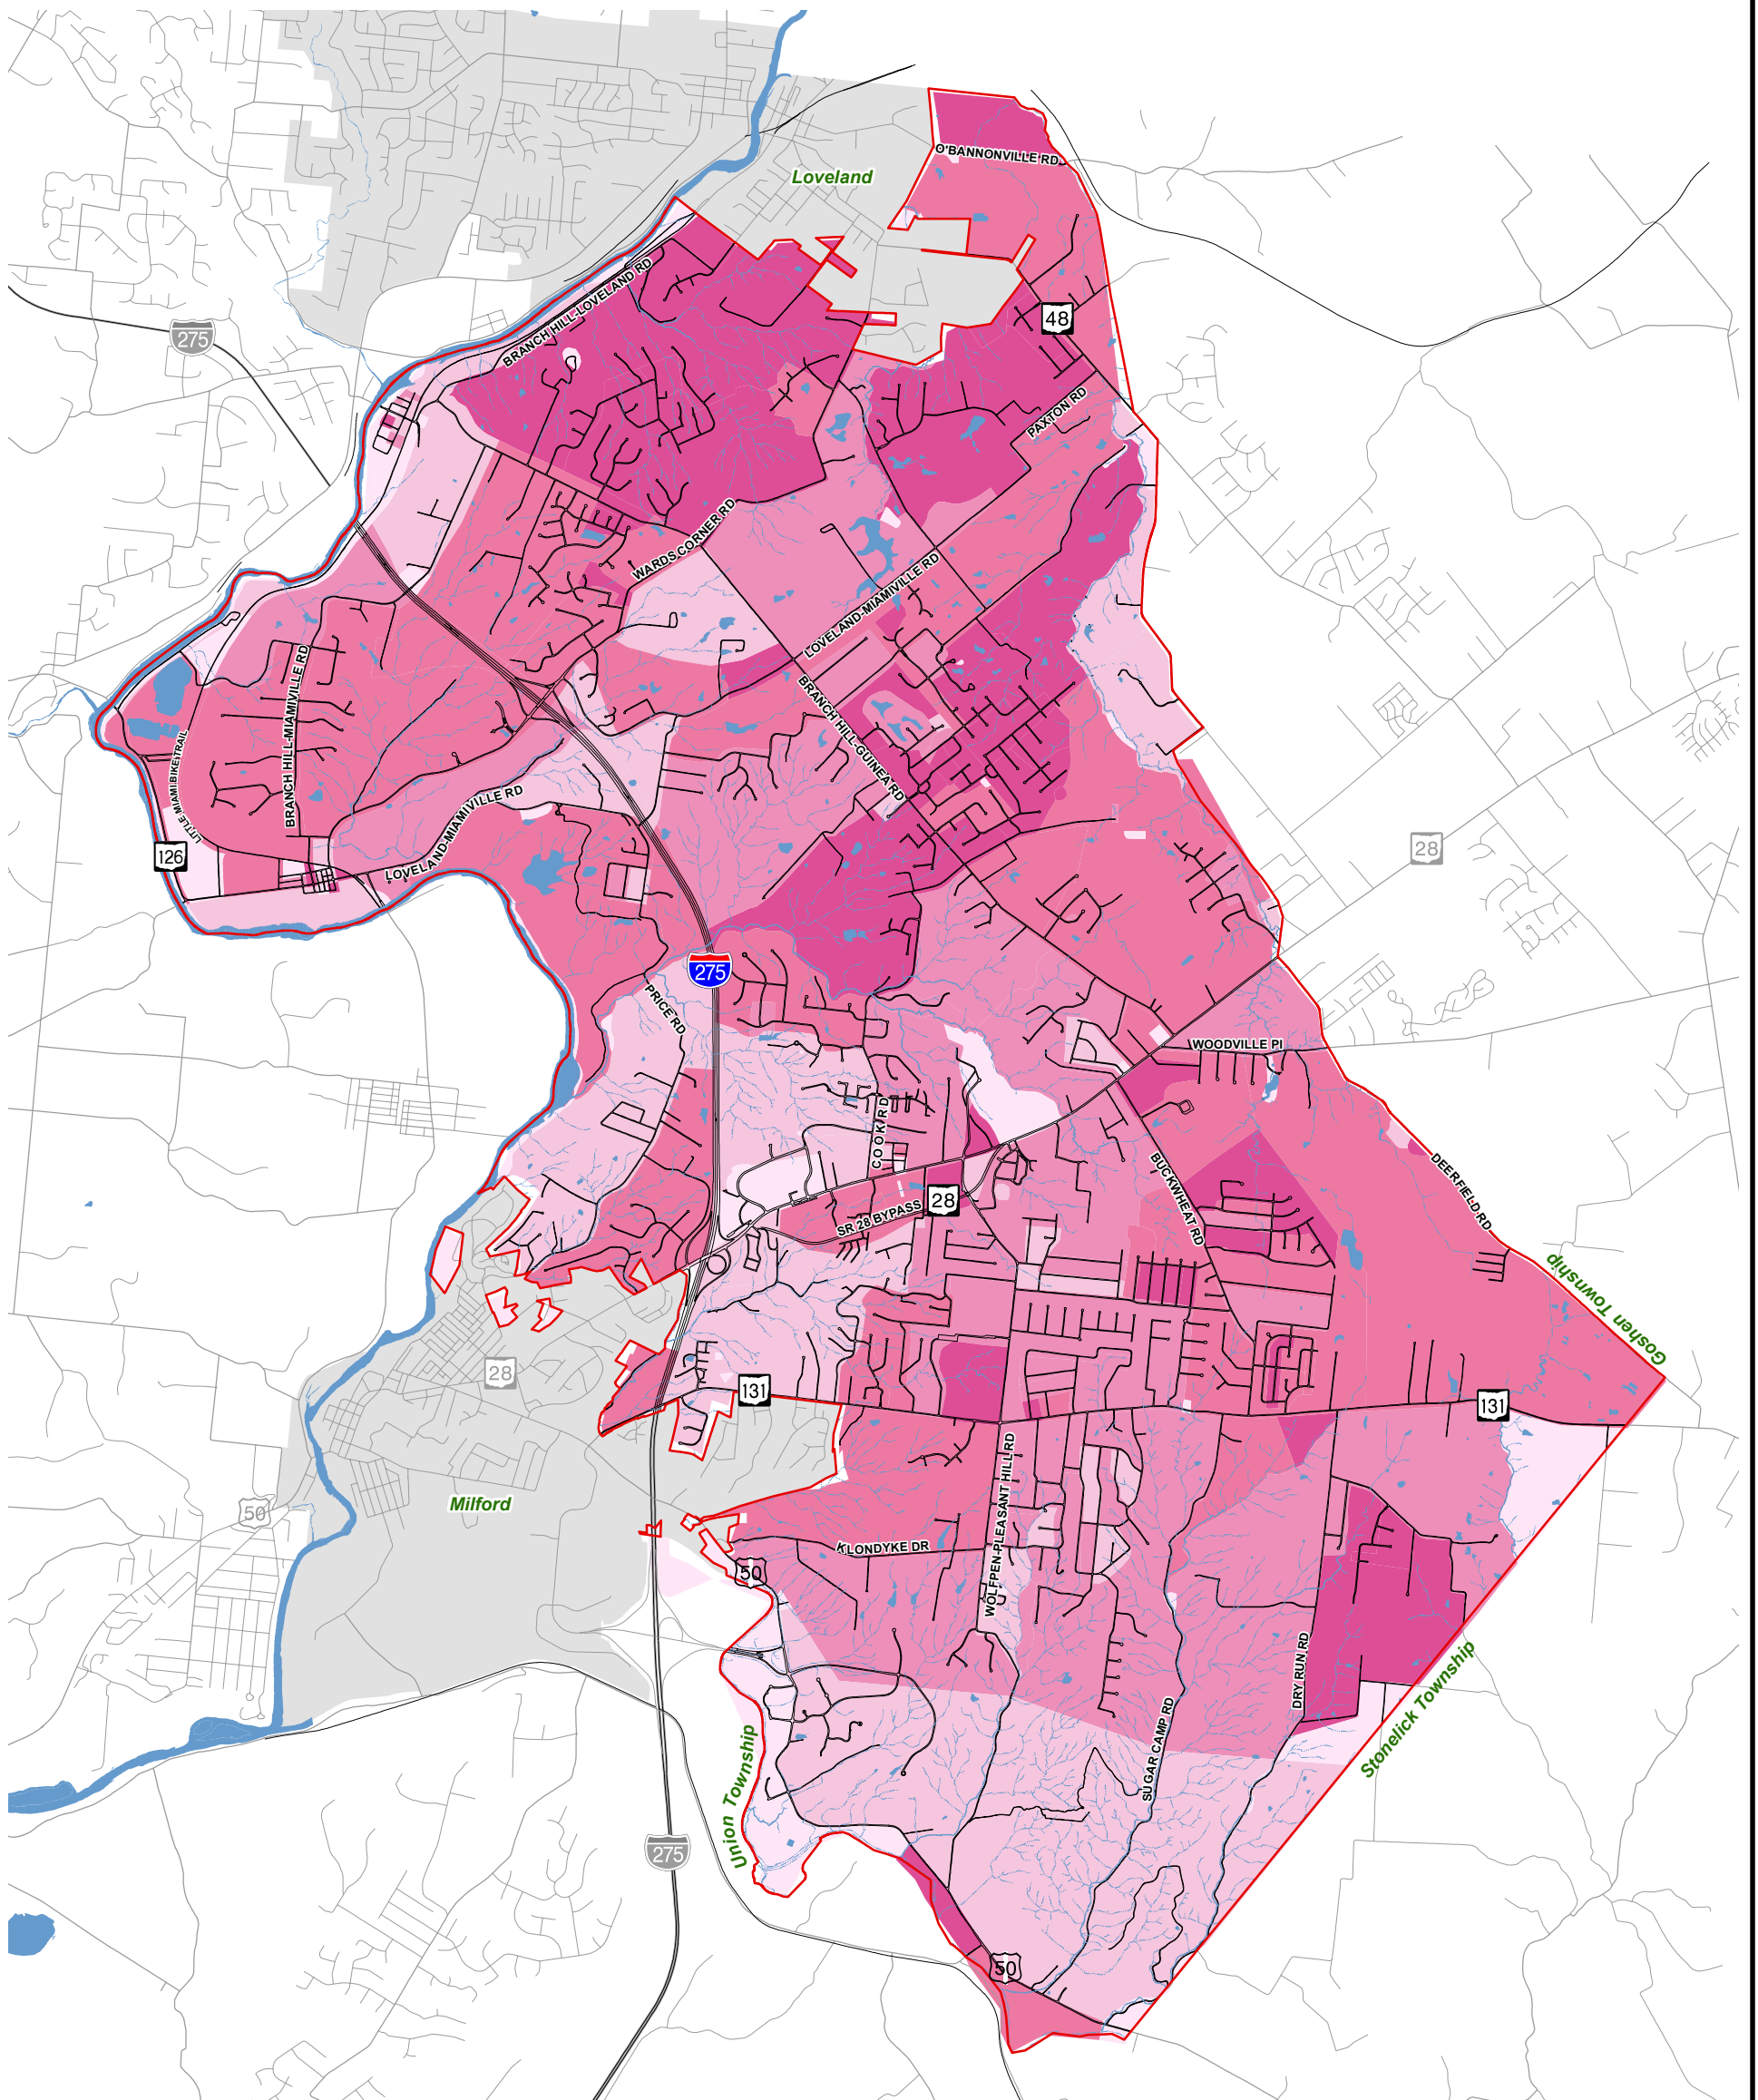 O'BANNONVILLE RD
Loveland
BRANCH HILL-LOVELAND RD
48
275
PAXTON RD
WARDS CORNER RD
LOVELAND-MIAMIVILLE RD
BRANCH HILL-MIAMIVILLE RD
BRANCH HILL-GUINEA RD
LITTLE MIAMI BIKE TRAIL
LOVELAND-MIAMIVILLE RD
126
28
275
PRICE RD
WOODVILLE PI
COOK RD
BUCKWHEAT RD
DEERFIELD RD
28
SR 28 BYPASS
Goshen Township
28
131
131
Milford
50
WOLFPEN-PLEASANT HILL RD
KLONDYKE DR
50
DRY RUN RD
Stonelick Township
SUGAR CAMP RD
Union Township
275
50